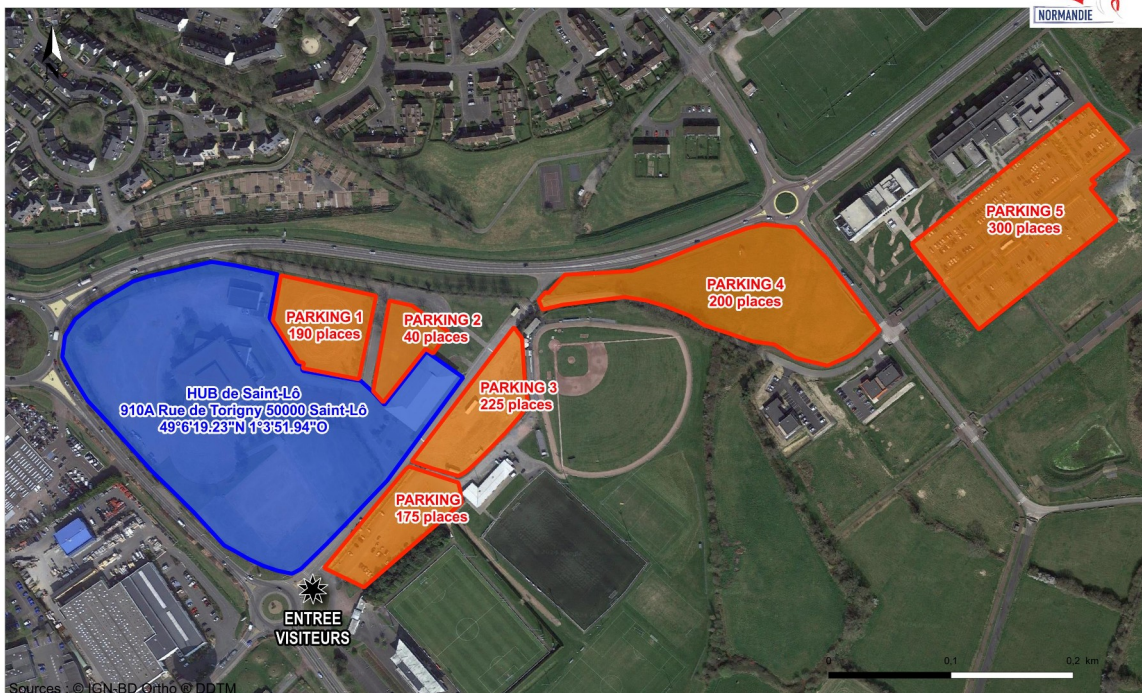 NORMANDIE
N
PARKING 5
300 places
PARKING 4
200 places
PARKING 1
190 places
PARKING 2
40 places
HUB de Saint-Lô
910A Rue de Torigny 50000 Saint-Lô
49°6'19.23"N 1°3'51.94"O
PARKING 3
225 places
PARKING
175 places
ENTREE
VISITEURS
0 0,1 0,2 km
Sources : © IGN-BD Ortho ® DDTM